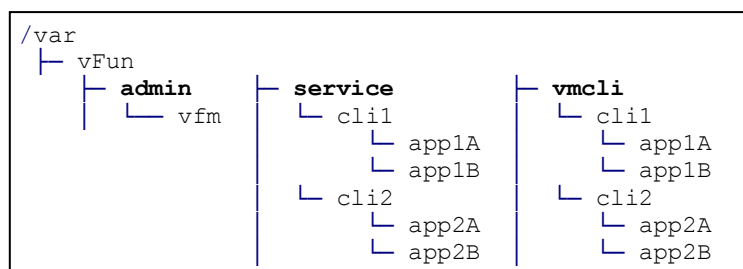 /var
├─ vFun
├─ admin ├─ service ├─ vmcli
│ └── vfm │ └─ cli1 │ └─ cli1
│ └─ app1A │ └─ app1A
│ └─ app1B │ └─ app1B
│ └─ cli2 │ └─ cli2
│ └─ app2A │ └─ app2A
│ └─ app2B │ └─ app2B